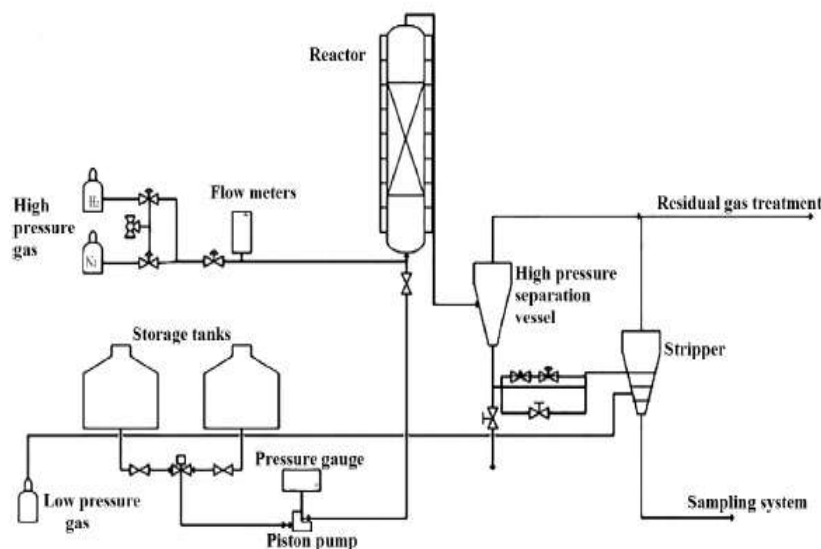 Reactor
H₂
Flow meters
High
pressure
gas
N₂
Residual gas treatment
High pressure
separation
vessel
Storage tanks
Stripper
Pressure gauge
Low pressure
gas
Piston pump
Sampling system